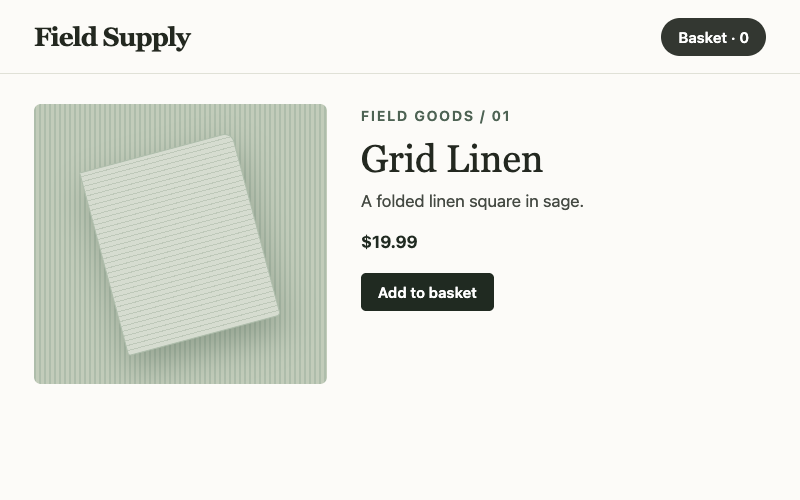 Field Supply
Basket · 0
FIELD GOODS / 01
Grid Linen
A folded linen square in sage.
$19.99
Add to basket